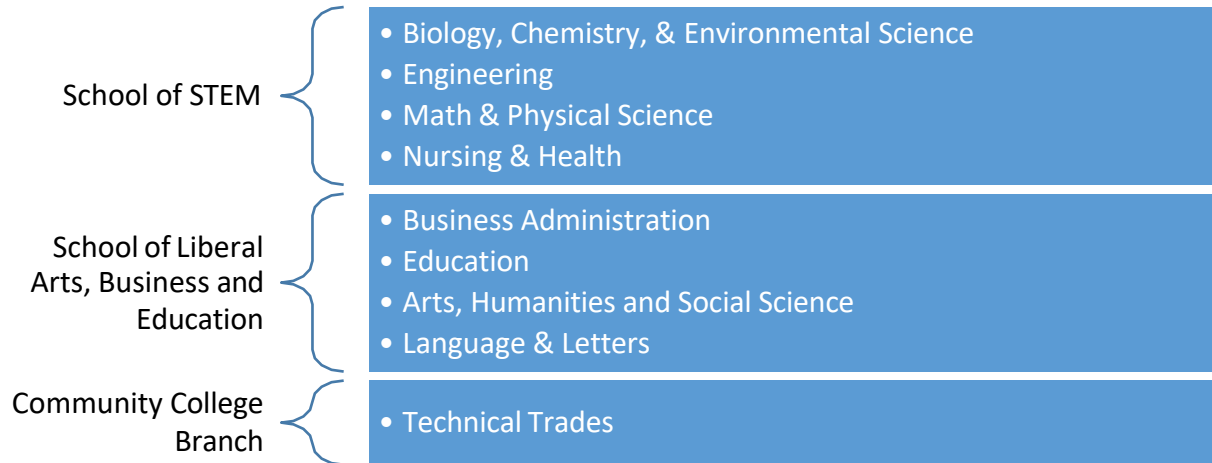 School of STEM
• Biology, Chemistry, & Environmental Science
• Engineering
• Math & Physical Science
• Nursing & Health
School of Liberal
Arts, Business and
Education
• Business Administration
• Education
• Arts, Humanities and Social Science
• Language & Letters
Community College
Branch
• Technical Trades